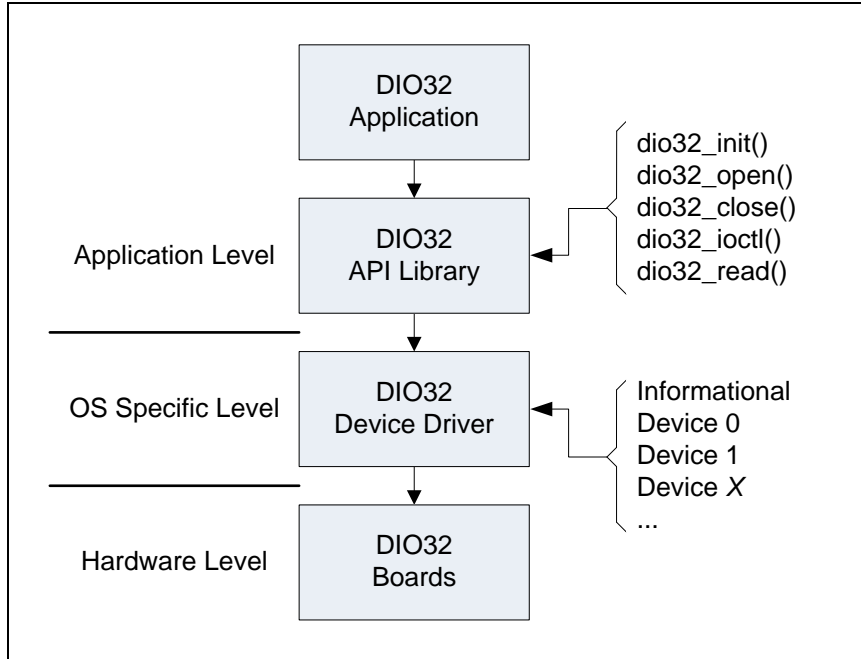 DIO32
Application
dio32_init()
dio32_open()
dio32_close()
dio32_ioctl()
dio32_read()
Application Level
DIO32
API Library
OS Specific Level
DIO32
Device Driver
Informational
Device 0
Device 1
Device X
...
Hardware Level
DIO32
Boards